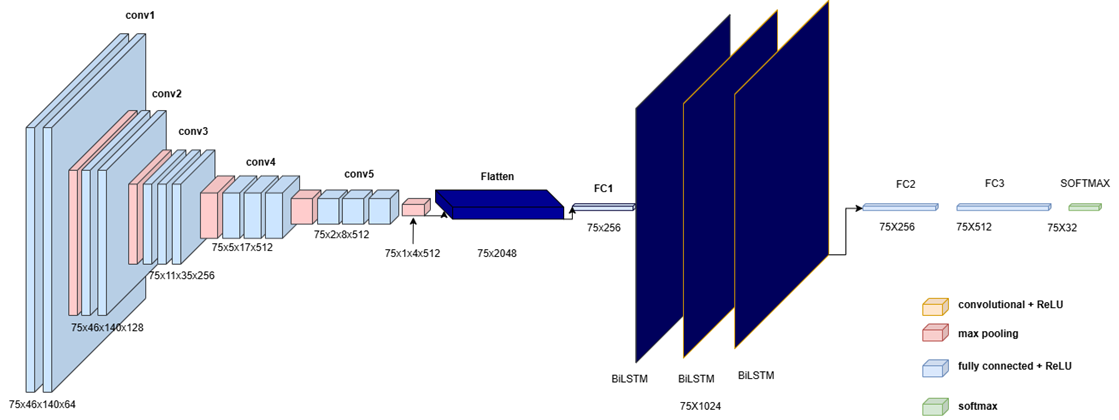 conv1
conv2
conv3
conv4
conv5
Flatten
FC1
FC2
FC3
SOFTMAX
75x256
75X256
75X512
75X32
75x5x17x512
75x2x8x512
75x1x4x512
75x2048
75x11x35x256
75x46x140x128
75x46x140x64
BiLSTM
BiLSTM
BiLSTM
75X1024
convolutional + ReLU
max pooling
fully connected + ReLU
softmax